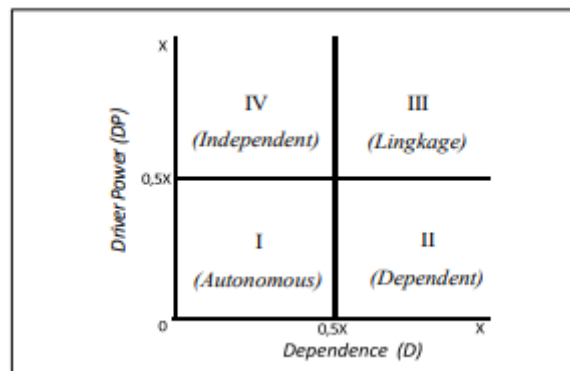 X
IV
(Independent)
III
(Lingkage)
Driver Power (DP)
0,5X
I
(Autonomous)
II
(Dependent)
0
0,5X
X
Dependence (D)